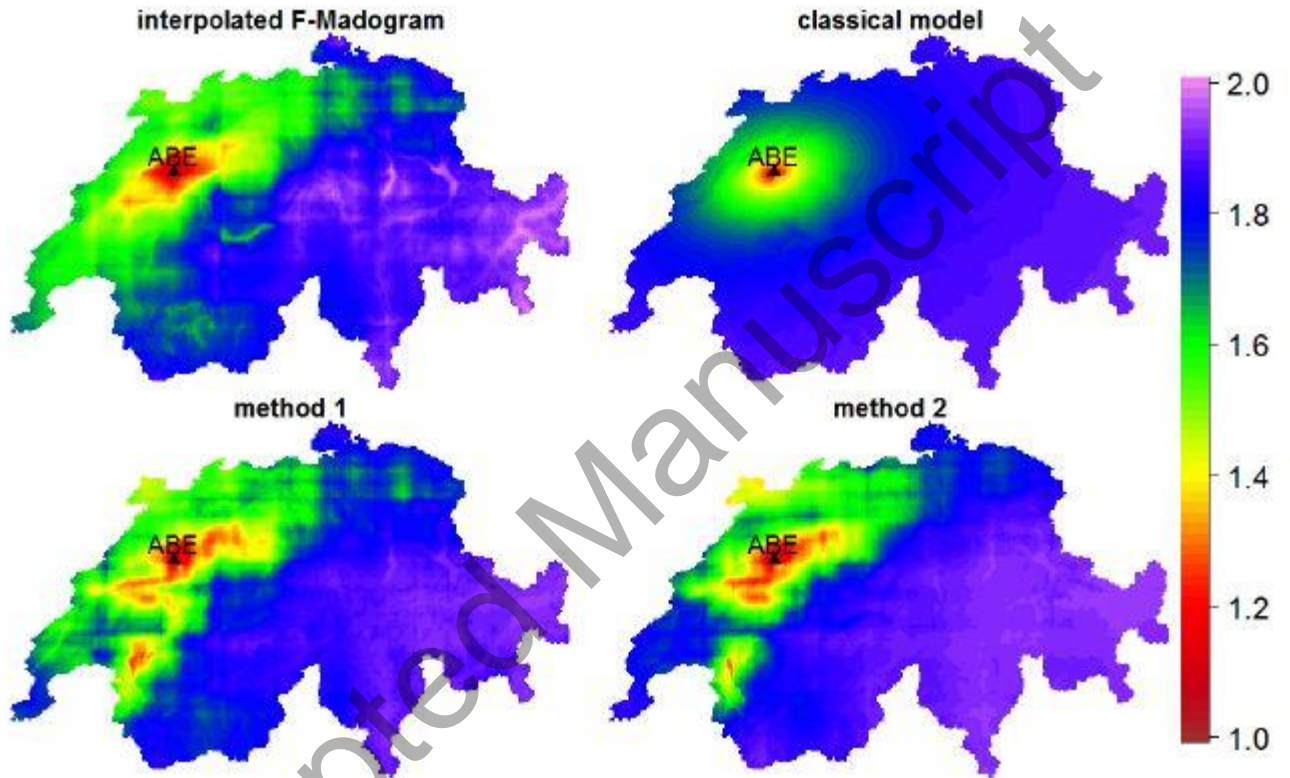 interpolated F-Madogram
classical model
ABE
ABE
2.0
1.8
1.6
1.4
1.2
1.0
method 1
method 2
ABE
ABE
pted Manuscript